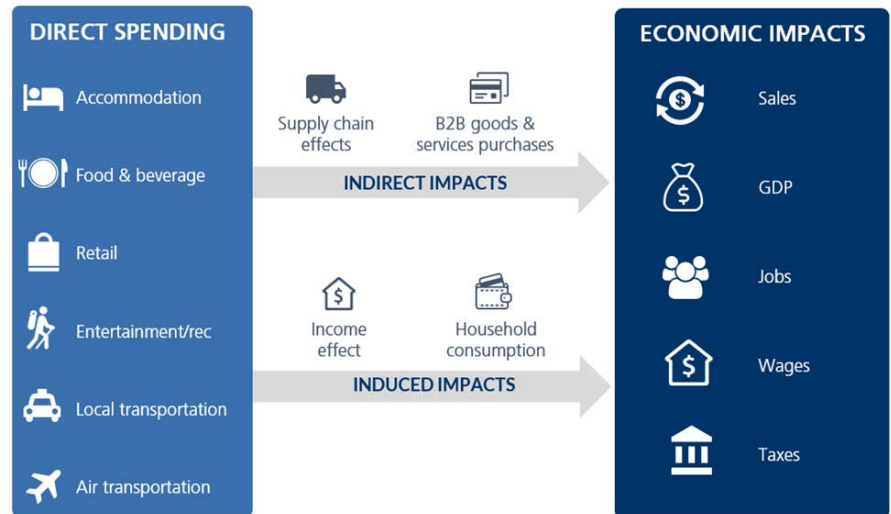 DIRECT SPENDING
Accommodation
Food & beverage
Retail
Entertainment/rec
Local transportation
Air transportation
Supply chain
effects
B2B goods &
services purchases
INDIRECT IMPACTS
$
Income
effect
Household
consumption
INDUCED IMPACTS
ECONOMIC IMPACTS
$
Sales
$
GDP
Jobs
$
Wages
Taxes